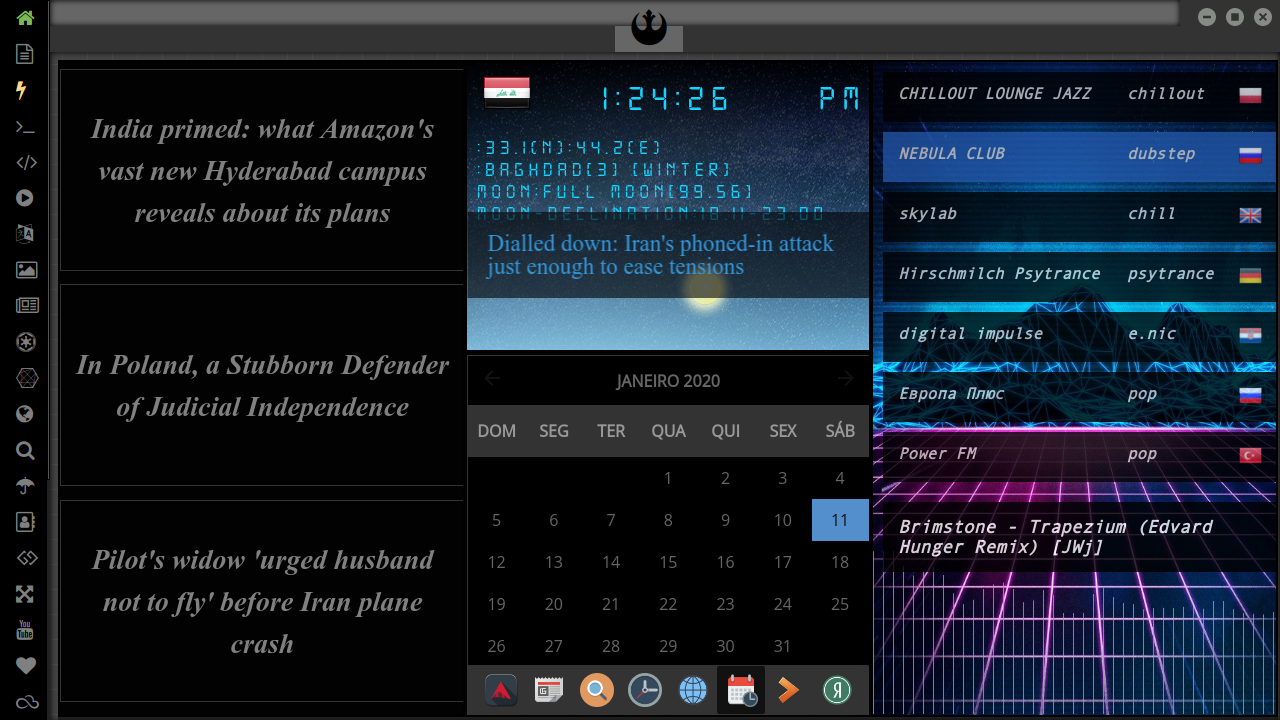 India primed: what Amazon's
vast new Hyderabad campus
reveals about its plans
In Poland, a Stubborn Defender
of Judicial Independence
Pilot's widow 'urged husband
not to fly' before Iran plane
crash
1:24:26 PM
:33.1(N):44.2(E)
:BAGHDAD(3) (WINTER)
MOON:FULL MOON(99.56)
Dialled down: Iran's phoned-in attack
just enough to ease tensions
JANEIRO 2020
DOM SEG TER QUA QUI SEX SÁB
1 2 3 4
5 6 7 8 9 10 11
12 13 14 15 16 17 18
19 20 21 22 23 24 25
26 27 28 29 30 31
CHILLOUT LOUNGE JAZZ chillout
NEBULA CLUB dubstep
skylab chill
Hirschmilch Psytrance psytrance
digital impulse e.nic
Европа Плюс pop
Power FM pop
Brimstone - Trapezium (Edvard
Hunger Remix) [JWj]
You
Tube
Я